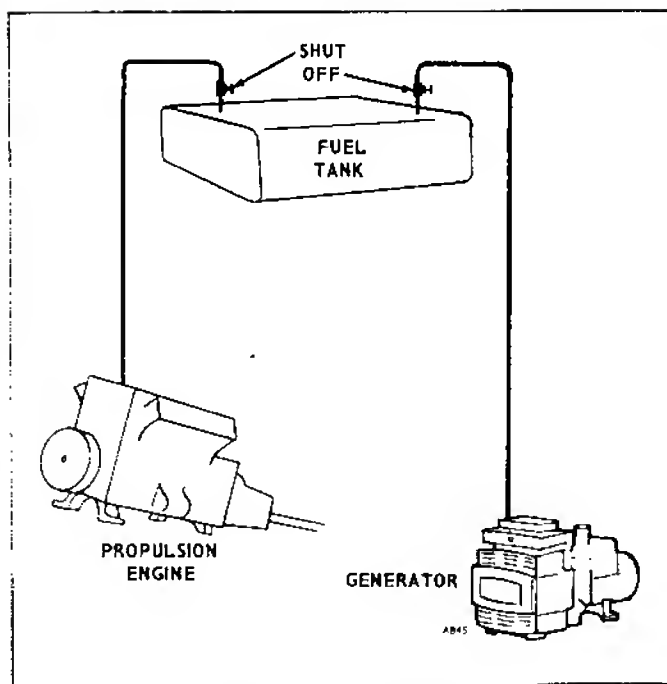 SHUT
OFF
FUEL
TANK
PROPULSION
ENGINE
GENERATOR
AB45